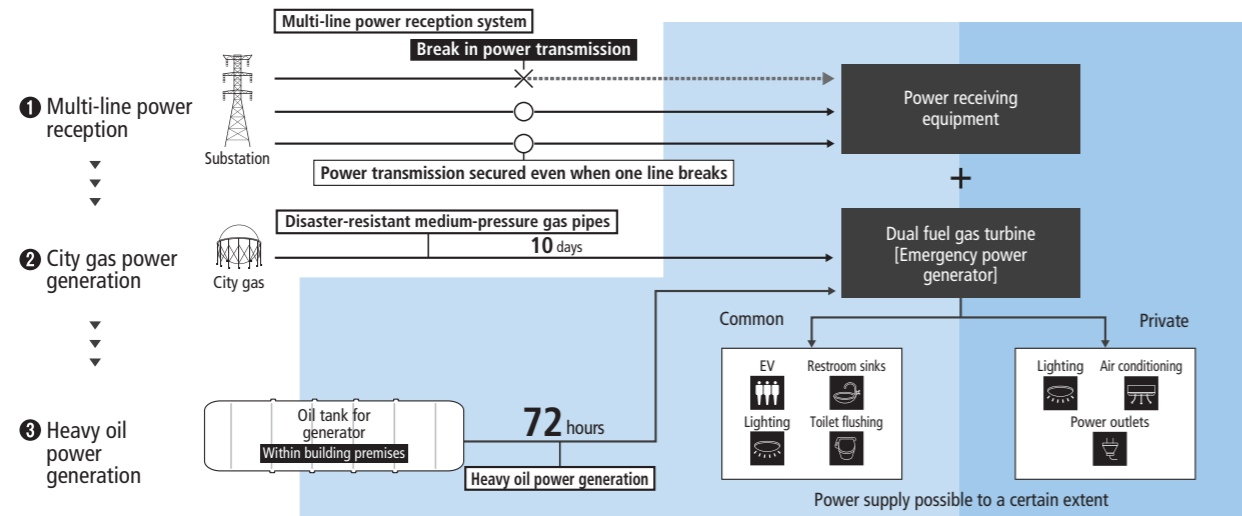 Multi-line power reception system
Break in power transmission
❶ Multi-line power
reception
Substation
Power receiving
equipment
Power transmission secured even when one line breaks
+
Disaster-resistant medium-pressure gas pipes
10 days
❷ City gas power
generation
City gas
Dual fuel gas turbine
[Emergency power
generator]
Common
Private
EV
Restroom sinks
Lighting
Toilet flushing
Lighting
Air conditioning
Power outlets
❸ Heavy oil
power
generation
Oil tank for
generator
Within building premises
72 hours
Heavy oil power generation
Power supply possible to a certain extent